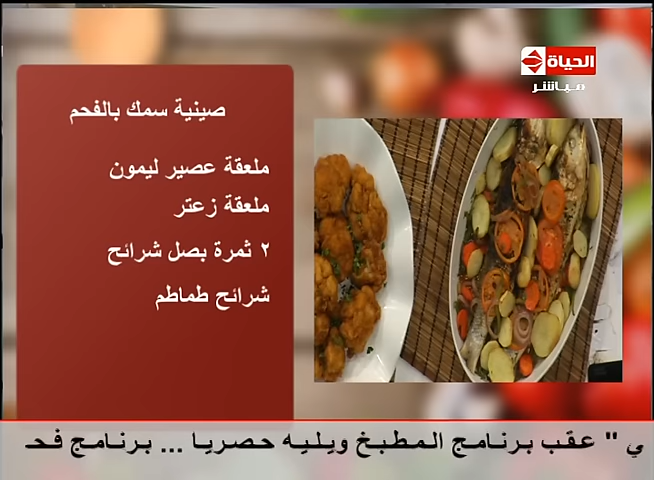 الحياة
مباشر
صينية سمك بالفحم
ملعقة عصير ليمون
ملعقة زعتر
٢ ثمرة بصل شرائح
شرائح طماطم
ي " عقب برنامج المطبخ ويليه حصريا ... برنامج فحـ